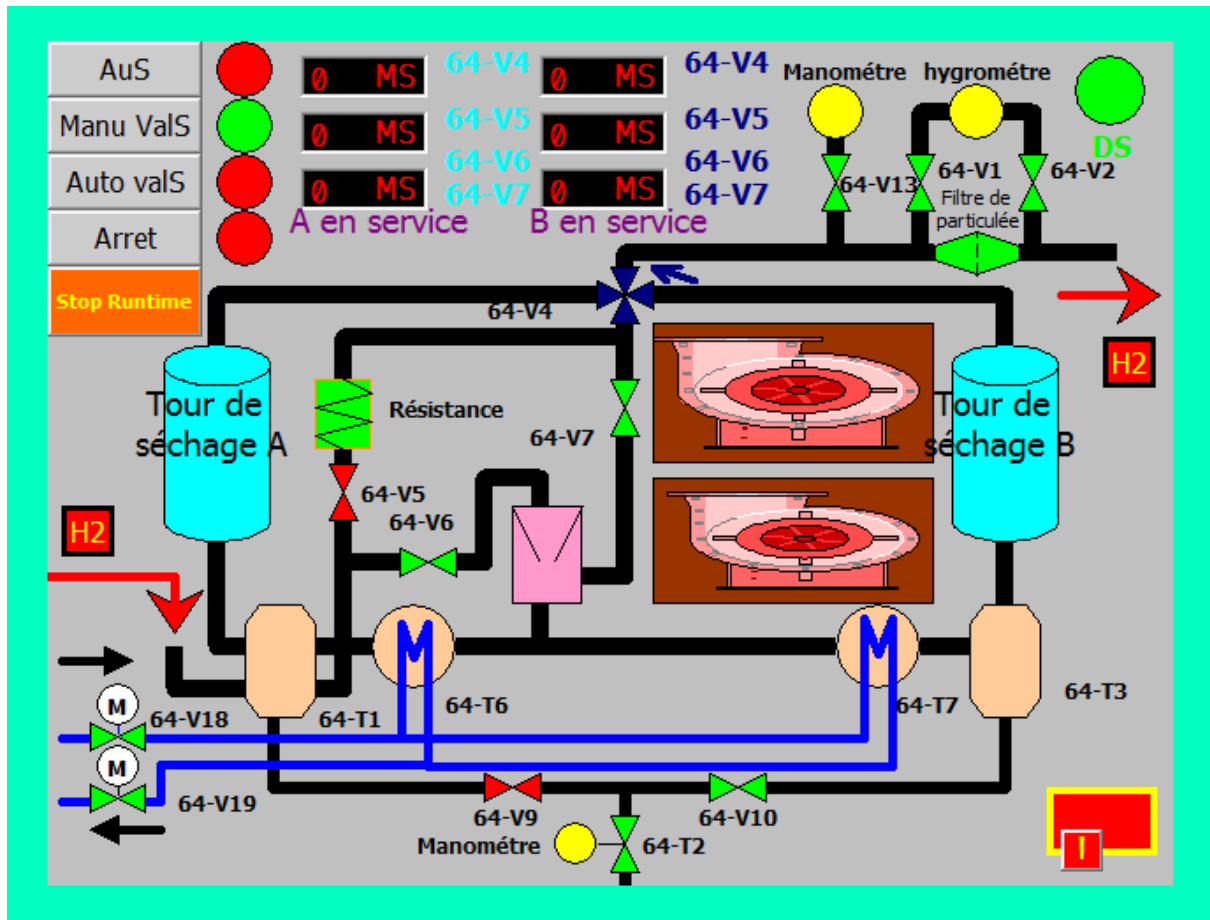 AuS
Manu ValS
Auto valS
Arret
Stop Runtime
0 MS
64-V4
0 MS
64-V4
0 MS
64-V5
0 MS
64-V5
64-V6
64-V6
0 MS
64-V7
0 MS
64-V7
A en service
B en service
Manométre
hygrométre
DS
64-V13
64-V1
64-V2
Filtre de
particulée
64-V4
H2
Tour de
séchage A
Résistance
64-V7
Tour de
séchage B
64-V5
64-V6
H2
M
64-V18
64-T1
64-T6
64-T7
64-T3
M
64-V19
64-V9
64-V10
Manométre
64-T2
I